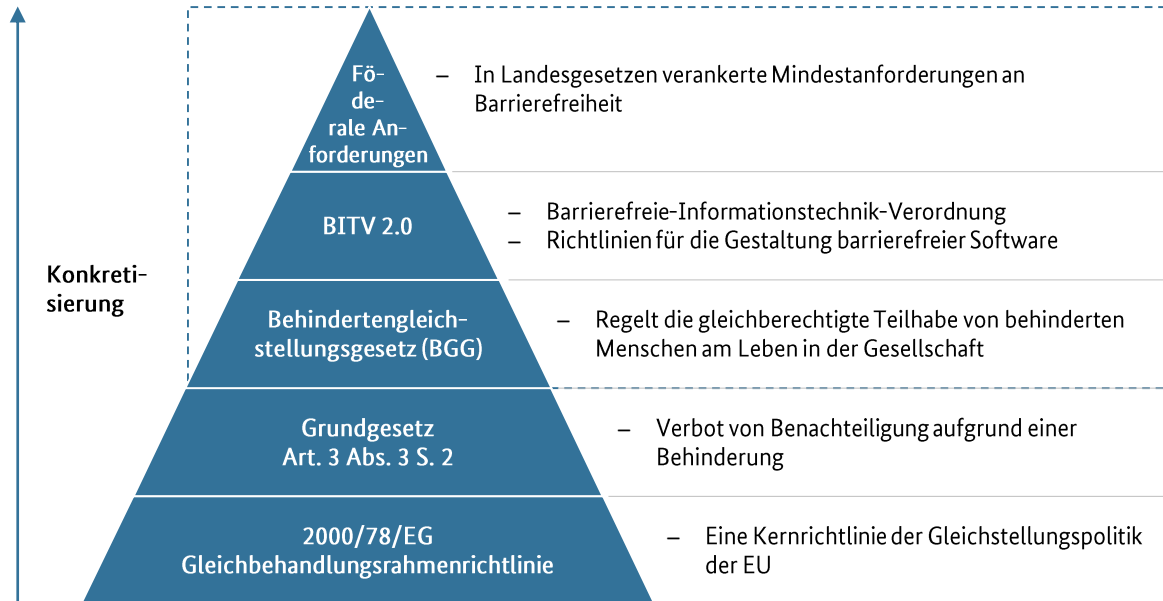 Konkreti-
sierung
Fö-
de-
rale An-
forderungen
– In Landesgesetzen verankerte Mindestanforderungen an
Barrierefreiheit
BITV 2.0
– Barrierefreie-Informationstechnik-Verordnung
– Richtlinien für die Gestaltung barrierefreier Software
Behindertengleich-
stellungsgesetz (BGG)
– Regelt die gleichberechtigte Teilhabe von behinderten
Menschen am Leben in der Gesellschaft
Grundgesetz
Art. 3 Abs. 3 S. 2
– Verbot von Benachteiligung aufgrund einer
Behinderung
2000/78/EG
Gleichbehandlungsrahmenrichtlinie
– Eine Kernrichtlinie der Gleichstellungspolitik
der EU